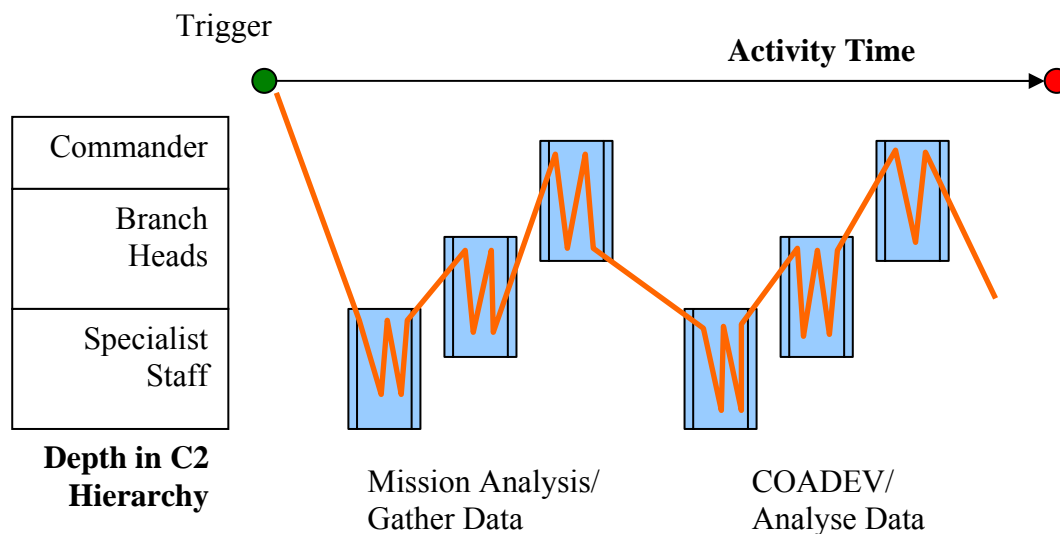 Trigger
Activity Time
Commander
Branch
Heads
Specialist
Staff
Depth in C2
Hierarchy
Mission Analysis/
Gather Data
COADEV/
Analyse Data